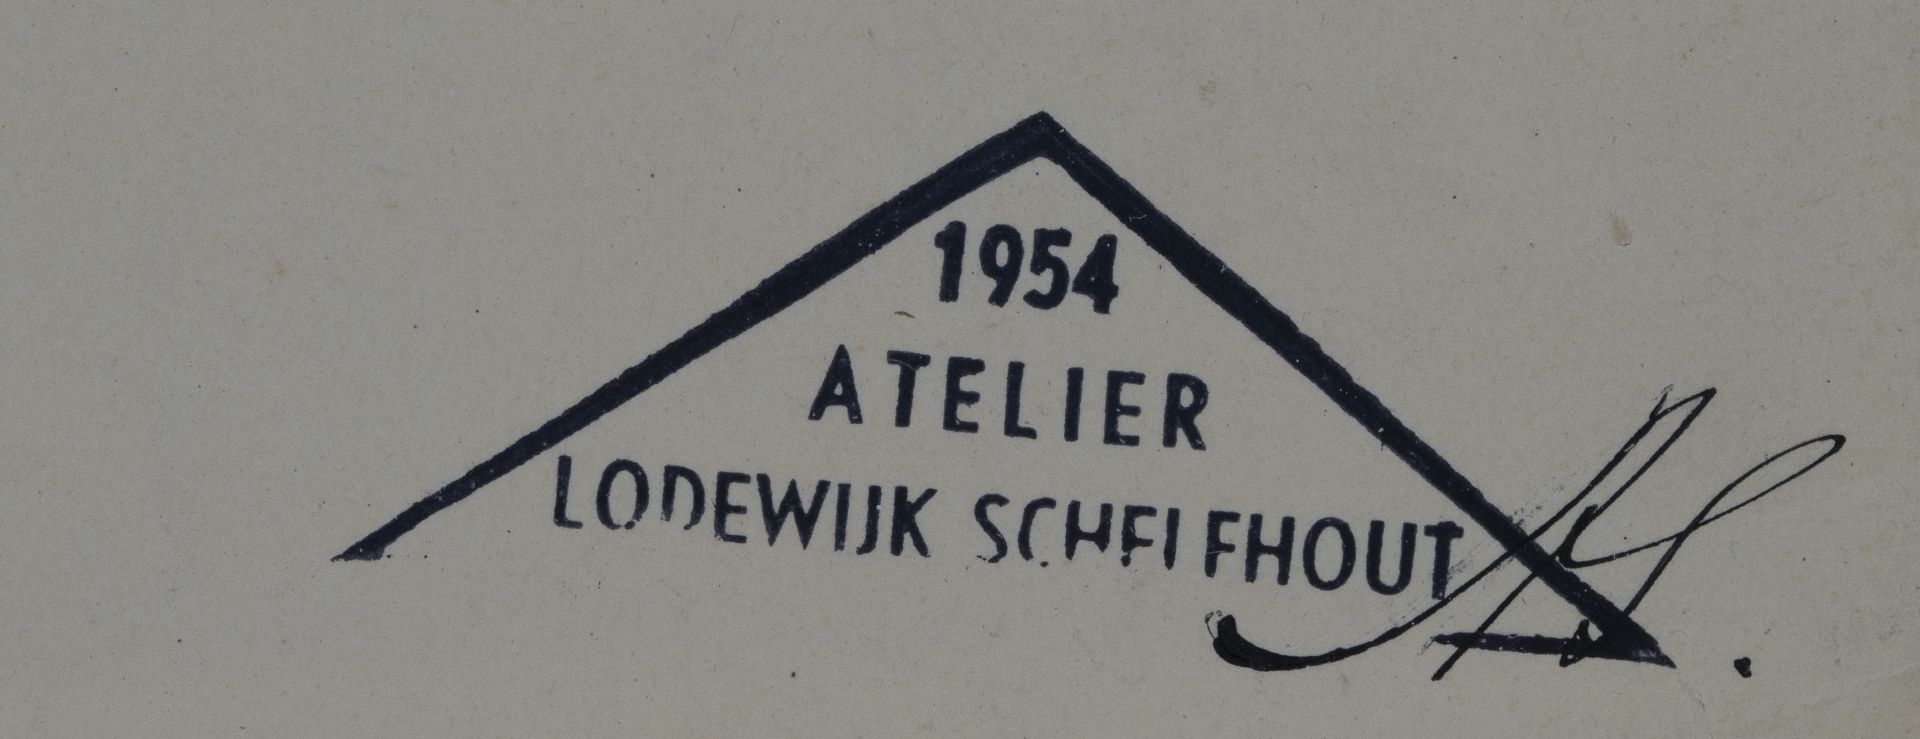 1954
ATELIER
LODEWIJK SCHELFHOUT